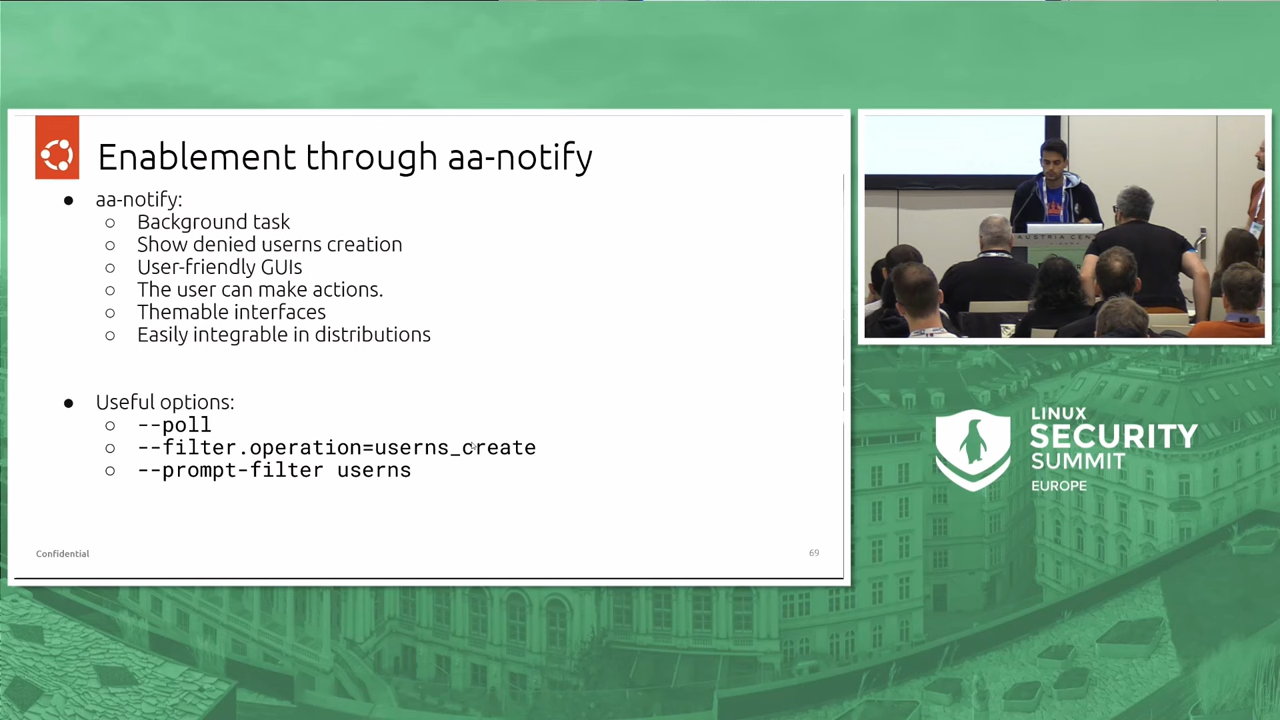 Enablement through aa-notify
● aa-notify:
○ Background task
○ Show denied userns creation
○ User-friendly GUIs
○ The user can make actions.
○ Themable interfaces
○ Easily integrable in distributions
● Useful options:
○ --poll
○ --filter.operation=userns_create
○ --prompt-filter userns
Confidential
69
AUSTRIA CEN
LINUX
SECURITY
SUMMIT
EUROPE